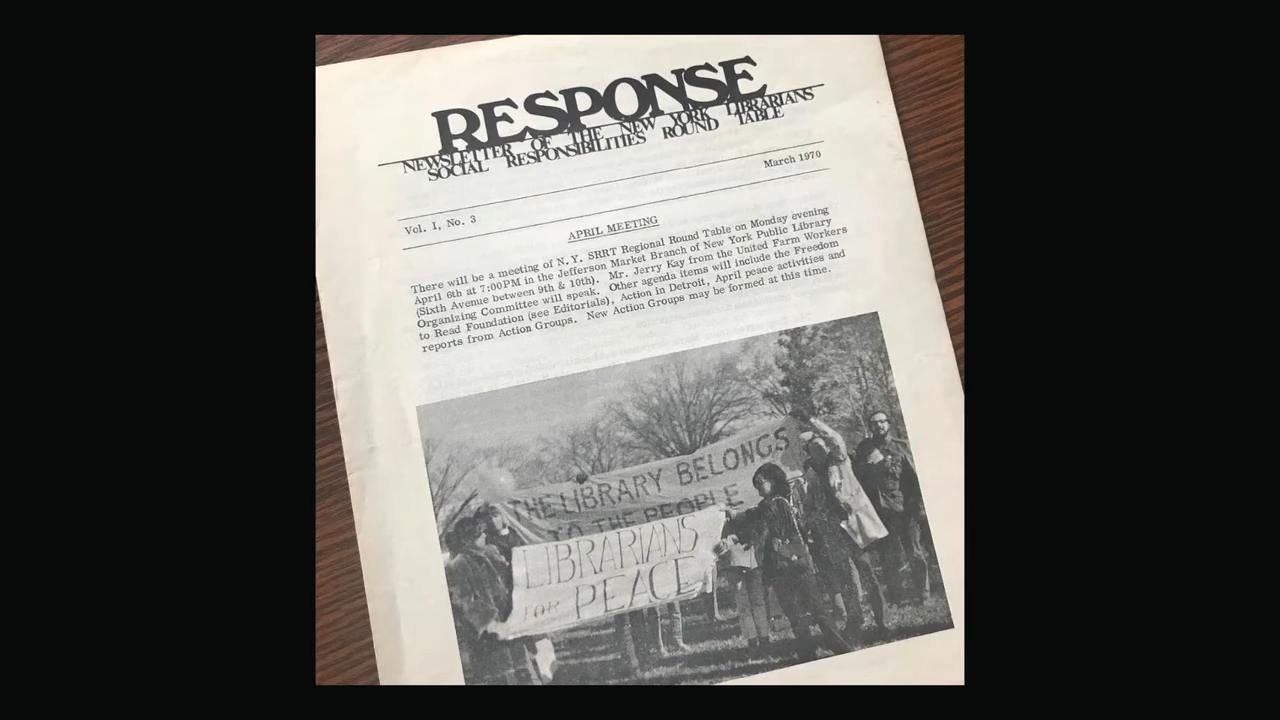 RESPONSE
NEWSLETTER OF THE NEW YORK LIBRARIANS
SOCIAL RESPONSIBILITIES ROUND TABLE
March 1970
Vol. I, No. 3
APRIL MEETING
There will be a meeting of N.Y. SRRT Regional Round Table on Monday evening
April 6th at 7:00PM in the Jefferson Market Branch of New York Public Library
(Sixth Avenue between 9th & 10th). Mr. Jerry Kay from the United Farm Workers
Organizing Committee will speak. Other agenda items will include the Freedom
to Read Foundation (see Editorials), Action in Detroit, April peace activities and
reports from Action Groups. New Action Groups may be formed at this time.
THE LIBRARY BELONGS
TO THE PEOPLE
LIBRARIANS
FOR PEACE